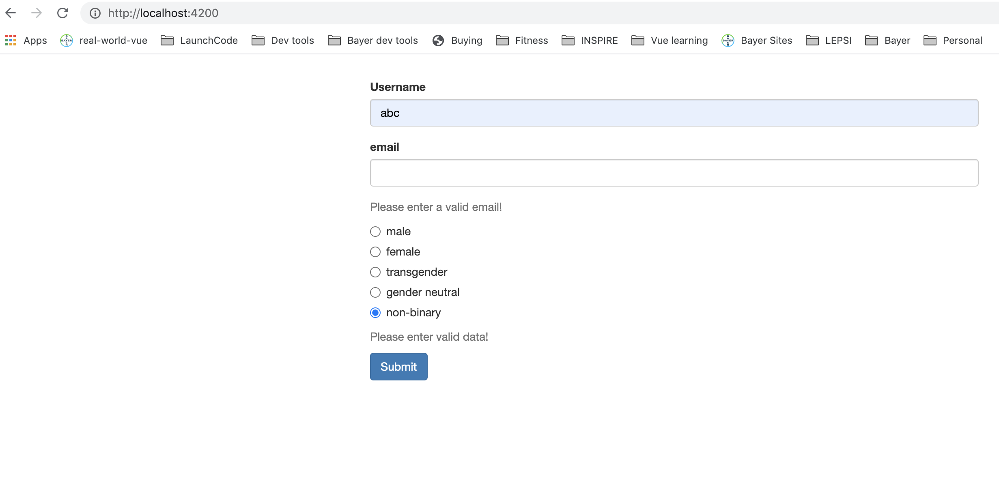 http://localhost:4200
Apps real-world-vue LaunchCode Dev tools Bayer dev tools Buying Fitness INSPIRE Vue learning Bayer Sites LEPSI Bayer Personal
Username
abc
email
Please enter a valid email!
male
female
transgender
gender neutral
non-binary
Please enter valid data!
Submit